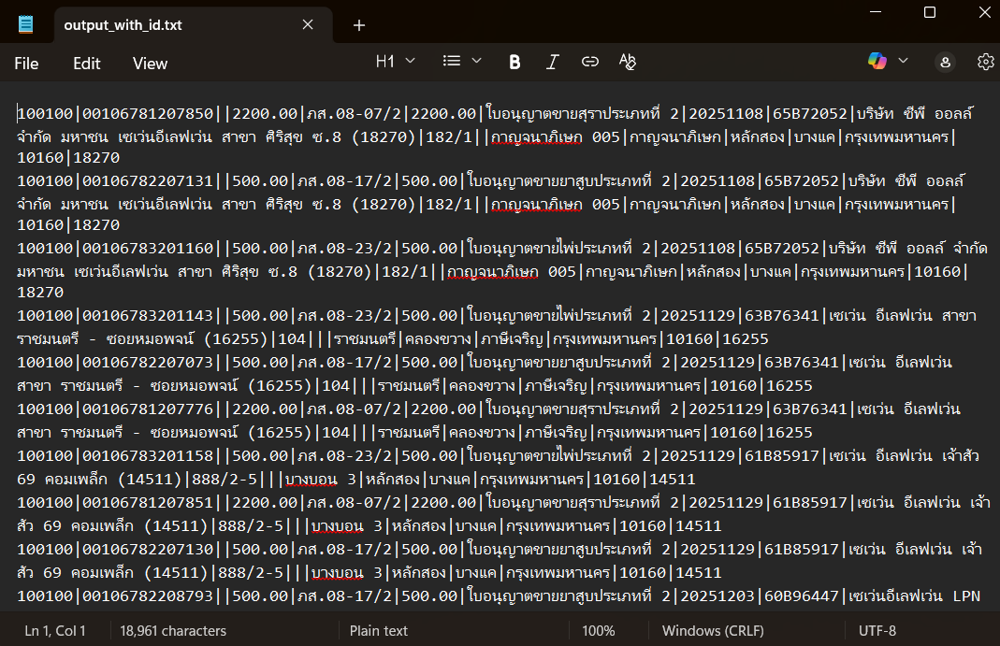 output_with_id.txt
File Edit View H1 B I
100100|00106781207850||2200.00|ภส.08-07/2|2200.00|ใบอนุญาตขายสุราประเภทที่ 2|20251108|65B72052|บริษัท ซีพี ออลล์
จำกัด มหาชน เซเว่นอีเลฟเว่น สาขา ศิริสุข ซ.8 (18270)|182/1||กาญจนาภิเษก 005|กาญจนาภิเษก|หลักสอง|บางแค|กรุงเทพมหานคร|
10160|18270
100100|00106782207131||500.00|ภส.08-17/2|500.00|ใบอนุญาตขายยาสูบประเภทที่ 2|20251108|65B72052|บริษัท ซีพี ออลล์
จำกัด มหาชน เซเว่นอีเลฟเว่น สาขา ศิริสุข ซ.8 (18270)|182/1||กาญจนาภิเษก 005|กาญจนาภิเษก|หลักสอง|บางแค|กรุงเทพมหานคร|
10160|18270
100100|00106783201160||500.00|ภส.08-23/2|500.00|ใบอนุญาตขายไพ่ประเภทที่ 2|20251108|65B72052|บริษัท ซีพี ออลล์ จำกัด
มหาชน เซเว่นอีเลฟเว่น สาขา ศิริสุข ซ.8 (18270)|182/1||กาญจนาภิเษก 005|กาญจนาภิเษก|หลักสอง|บางแค|กรุงเทพมหานคร|10160|
18270
100100|00106783201143||500.00|ภส.08-23/2|500.00|ใบอนุญาตขายไพ่ประเภทที่ 2|20251129|63B76341|เซเว่น อีเลฟเว่น สาขา
ราชมนตรี - ซอยหมอพจน์ (16255)|104|||ราชมนตรี|คลองขวาง|ภาษีเจริญ|กรุงเทพมหานคร|10160|16255
100100|00106782207073||500.00|ภส.08-17/2|500.00|ใบอนุญาตขายยาสูบประเภทที่ 2|20251129|63B76341|เซเว่น อีเลฟเว่น
สาขา ราชมนตรี - ซอยหมอพจน์ (16255)|104|||ราชมนตรี|คลองขวาง|ภาษีเจริญ|กรุงเทพมหานคร|10160|16255
100100|00106781207776||2200.00|ภส.08-07/2|2200.00|ใบอนุญาตขายสุราประเภทที่ 2|20251129|63B76341|เซเว่น อีเลฟเว่น
สาขา ราชมนตรี - ซอยหมอพจน์ (16255)|104|||ราชมนตรี|คลองขวาง|ภาษีเจริญ|กรุงเทพมหานคร|10160|16255
100100|00106783201158||500.00|ภส.08-23/2|500.00|ใบอนุญาตขายไพ่ประเภทที่ 2|20251129|61B85917|เซเว่น อีเลฟเว่น เจ้าสัว
69 คอมเพล็ก (14511)|888/2-5|||บางบอน 3|หลักสอง|บางแค|กรุงเทพมหานคร|10160|14511
100100|00106781207851||2200.00|ภส.08-07/2|2200.00|ใบอนุญาตขายสุราประเภทที่ 2|20251129|61B85917|เซเว่น อีเลฟเว่น เจ้า
สัว 69 คอมเพล็ก (14511)|888/2-5|||บางบอน 3|หลักสอง|บางแค|กรุงเทพมหานคร|10160|14511
100100|00106782207130||500.00|ภส.08-17/2|500.00|ใบอนุญาตขายยาสูบประเภทที่ 2|20251129|61B85917|เซเว่น อีเลฟเว่น เจ้า
สัว 69 คอมเพล็ก (14511)|888/2-5|||บางบอน 3|หลักสอง|บางแค|กรุงเทพมหานคร|10160|14511
100100|00106782208793||500.00|ภส.08-17/2|500.00|ใบอนุญาตขายยาสูบประเภทที่ 2|20251203|60B96447|เซเว่นอีเลฟเว่น LPN
Ln 1, Col 1 18,961 characters Plain text 100% Windows (CRLF) UTF-8